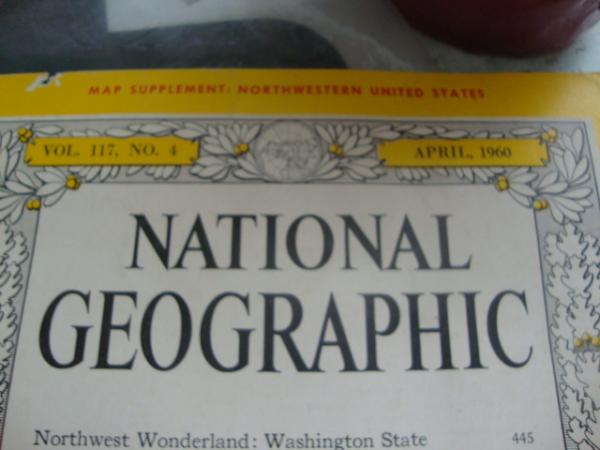 MAP SUPPLEMENT: NORTHWESTERN UNITED STATES
VOL. 117, NO. 4
APRIL, 1960
NATIONAL
GEOGRAPHIC
Northwest Wonderland: Washington State 445